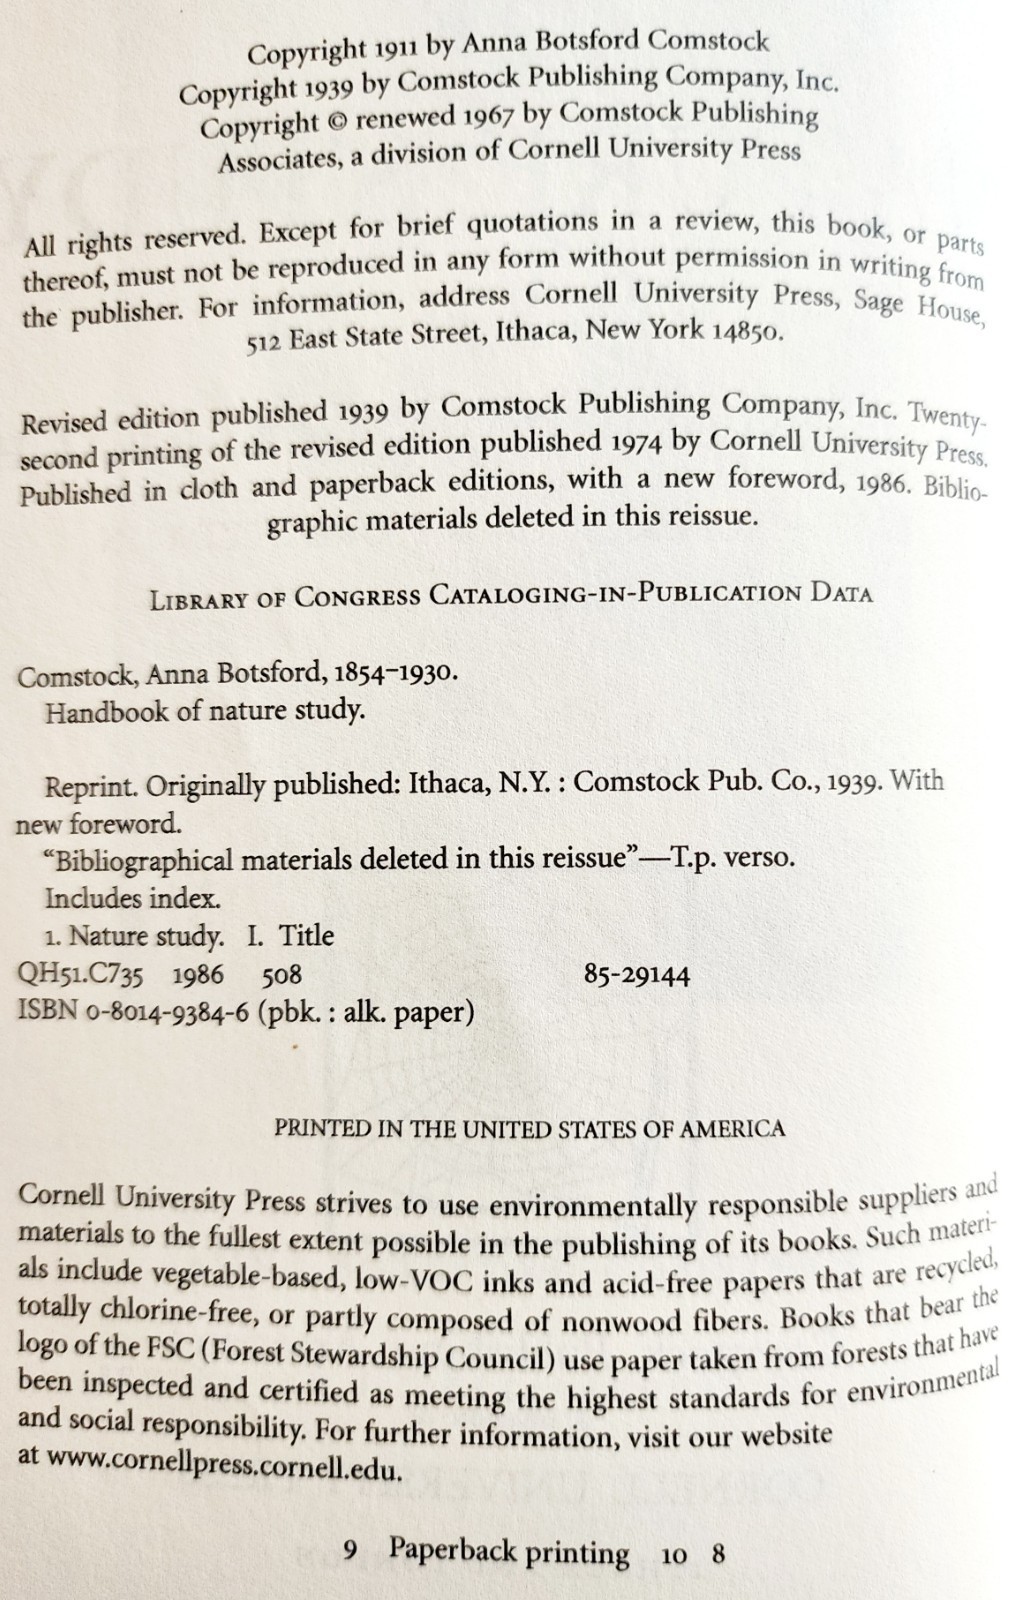 Copyright 1911 by Anna Botsford Comstock
Copyright 1939 by Comstock Publishing Company, Inc.
Copyright © renewed 1967 by Comstock Publishing
Associates, a division of Cornell University Press
All rights reserved. Except for brief quotations in a review, this book, or parts
thereof, must not be reproduced in any form without permission in writing from
the publisher. For information, address Cornell University Press, Sage House,
512 East State Street, Ithaca, New York 14850.
Revised edition published 1939 by Comstock Publishing Company, Inc. Twenty-
second printing of the revised edition published 1974 by Cornell University Press.
Published in cloth and paperback editions, with a new foreword, 1986. Biblio-
graphic materials deleted in this reissue.
Library of Congress Cataloging-in-Publication Data
Comstock, Anna Botsford, 1854–1930.
Handbook of nature study.
Reprint. Originally published: Ithaca, N.Y. : Comstock Pub. Co., 1939. With
new foreword.
“Bibliographical materials deleted in this reissue”—T.p. verso.
Includes index.
1. Nature study. I. Title
QH51.C735 1986 508 85-29144
ISBN 0-8014-9384-6 (pbk. : alk. paper)
PRINTED IN THE UNITED STATES OF AMERICA
Cornell University Press strives to use environmentally responsible suppliers and
materials to the fullest extent possible in the publishing of its books. Such materi-
als include vegetable-based, low-VOC inks and acid-free papers that are recycled,
totally chlorine-free, or partly composed of nonwood fibers. Books that bear the
logo of the FSC (Forest Stewardship Council) use paper taken from forests that have
been inspected and certified as meeting the highest standards for environmental
and social responsibility. For further information, visit our website
at www.cornellpress.cornell.edu.
9 Paperback printing 10 8